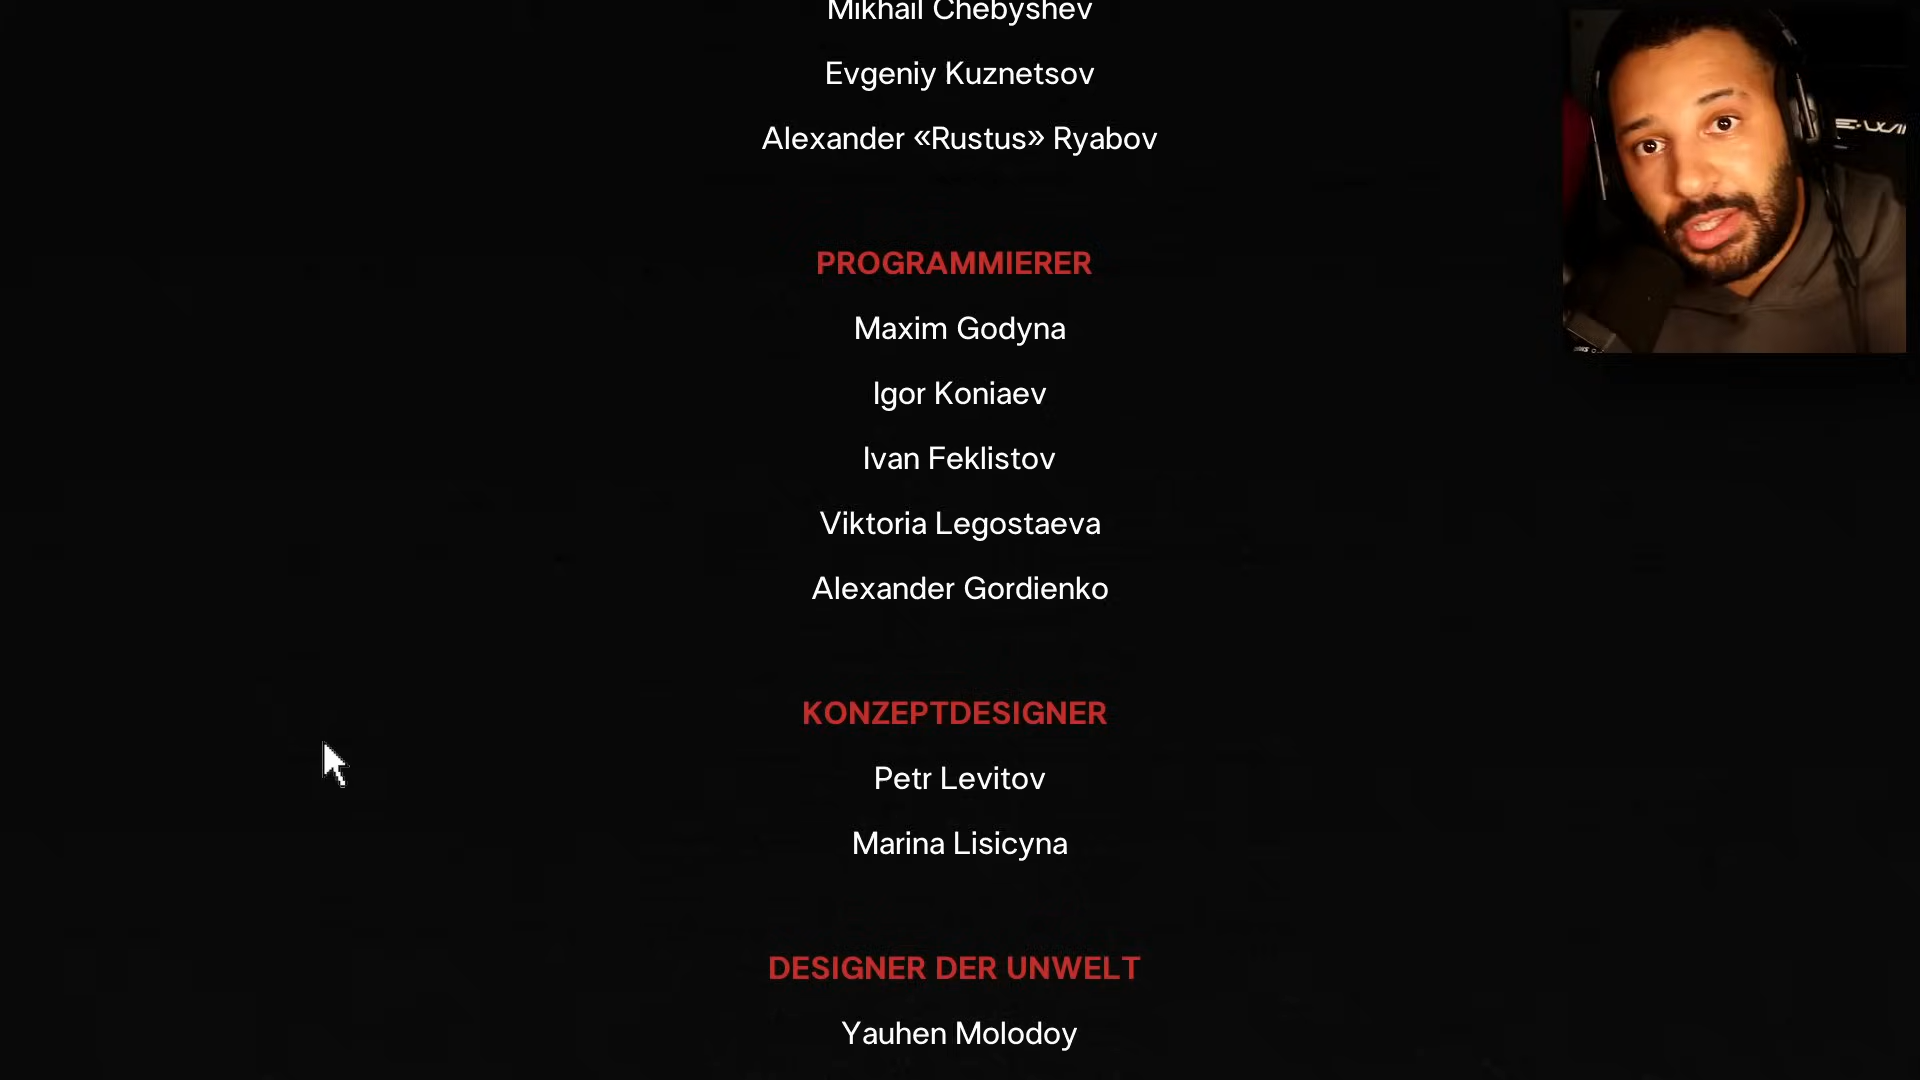 Mikhail Chebyshev
Evgeniy Kuznetsov
Alexander «Rustus» Ryabov
PROGRAMMIERER
Maxim Godyna
Igor Koniaev
Ivan Feklistov
Viktoria Legostaeva
Alexander Gordienko
KONZEPTDESIGNER
Petr Levitov
Marina Lisicyna
DESIGNER DER UNWELT
Yauhen Molodoy